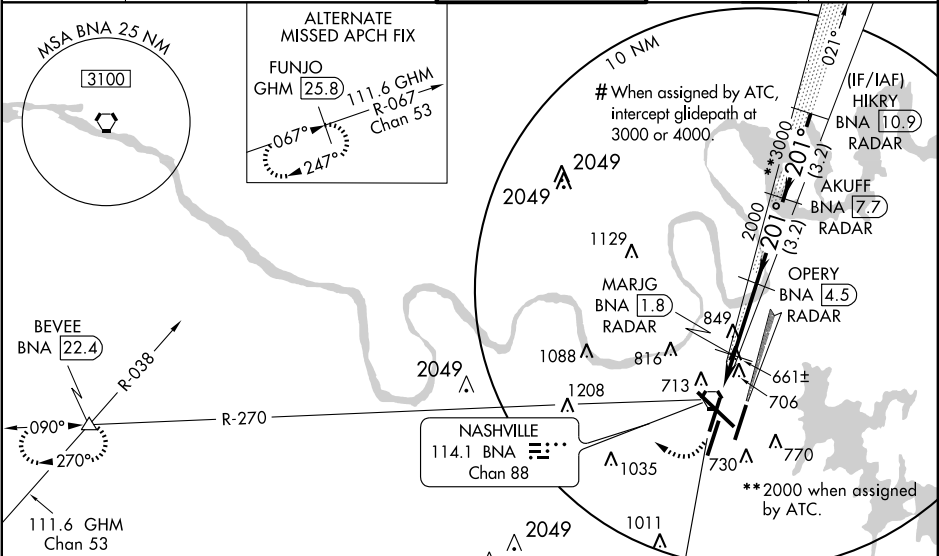 MSA BNA 25 NM
3100
ALTERNATE
MISSED APCH FIX
FUNJO
GHM 25.8
111.6 GHM
R-067
Chan 53
067°
247°
10 NM
# When assigned by ATC,
intercept glidepath at
3000 or 4000.
021°
(IF/IAF)
HIKRY
BNA 10.9
RADAR
**3000
201°
(3.2)
AKUFF
BNA 7.7
RADAR
2000
201°
(3.2)
OPERY
BNA 4.5
RADAR
2049
2049
1129
MARJG
BNA 1.8
RADAR
849
1088
816
661±
706
713
BEVEE
BNA 22.4
R-038
2049
1208
R-270
090°
270°
NASHVILLE
114.1 BNA
Chan 88
1035
730
770
**2000 when assigned
by ATC.
111.6 GHM
Chan 53
2049
1011